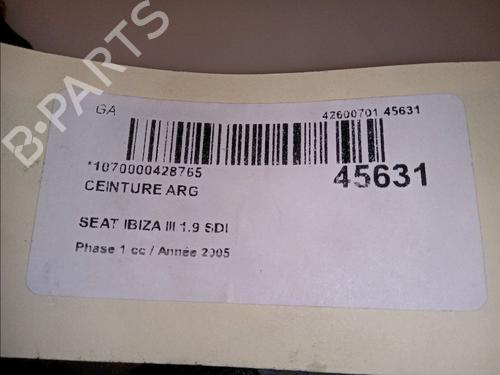 B-PARTS
GA
42600701 45631
*1070000428765
45631
CEINTURE ARG
SEAT IBIZA III 1.9 SDI
Phase 1 cc / Année 2005